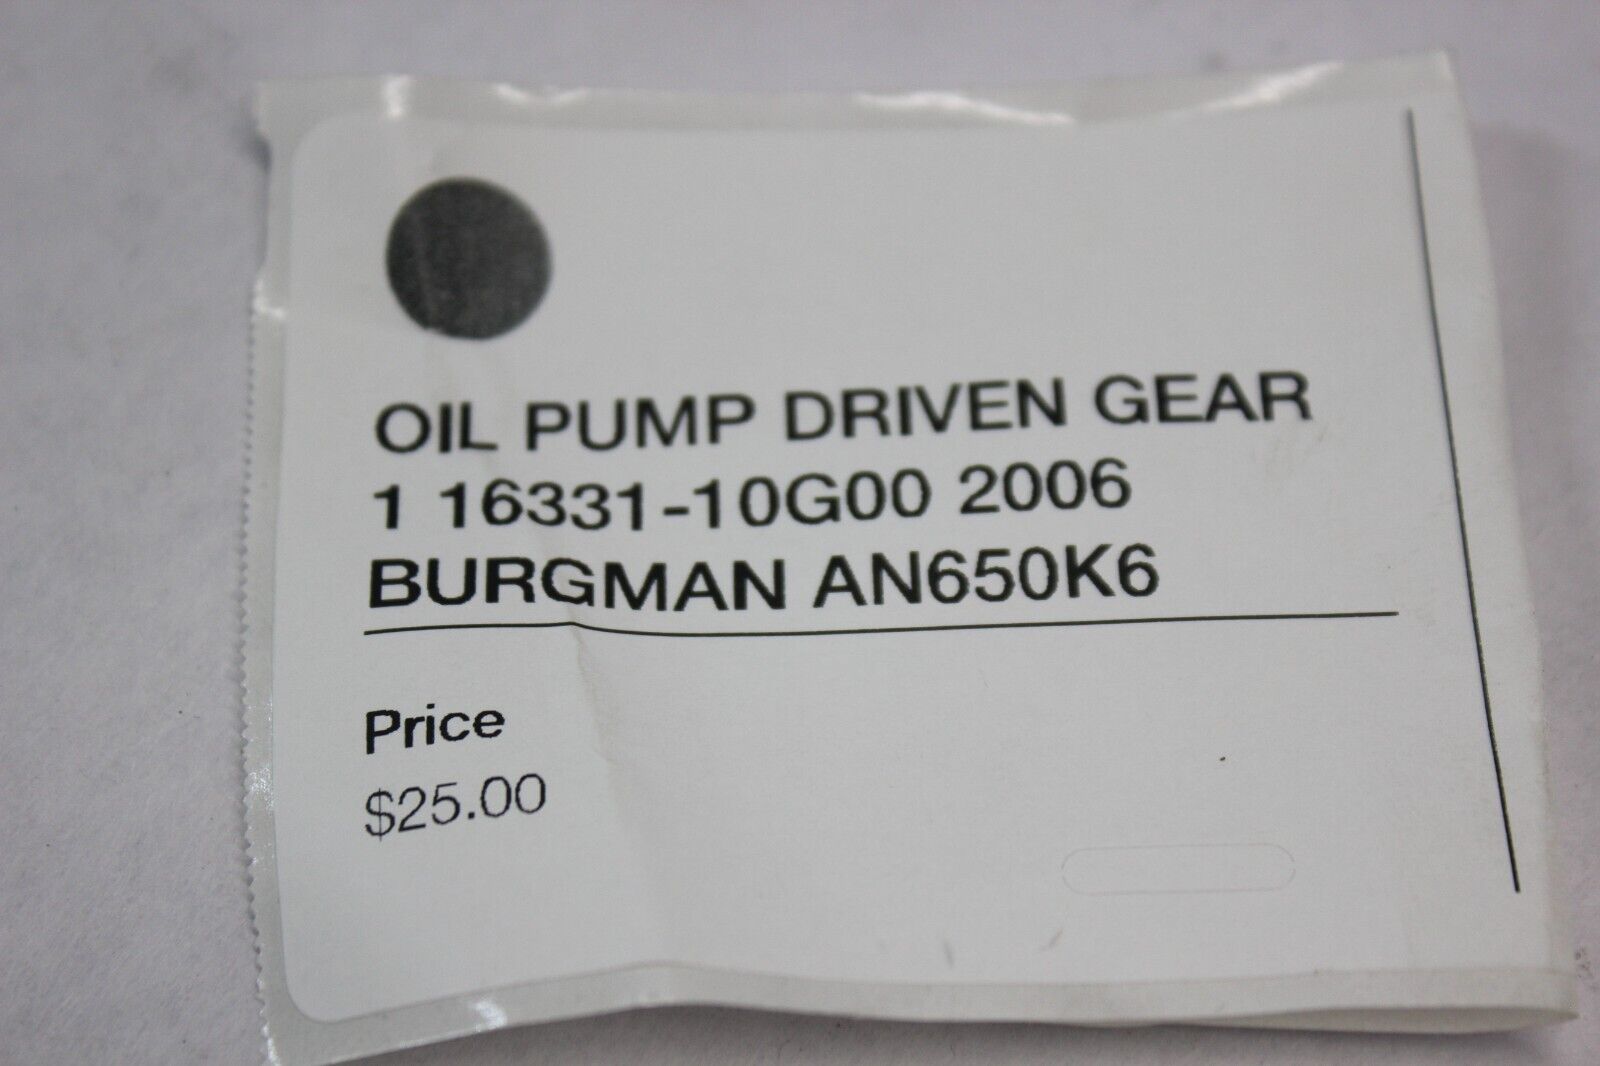 OIL PUMP DRIVEN GEAR
1 16331-10G00 2006
BURGMAN AN650K6
Price
$25.00